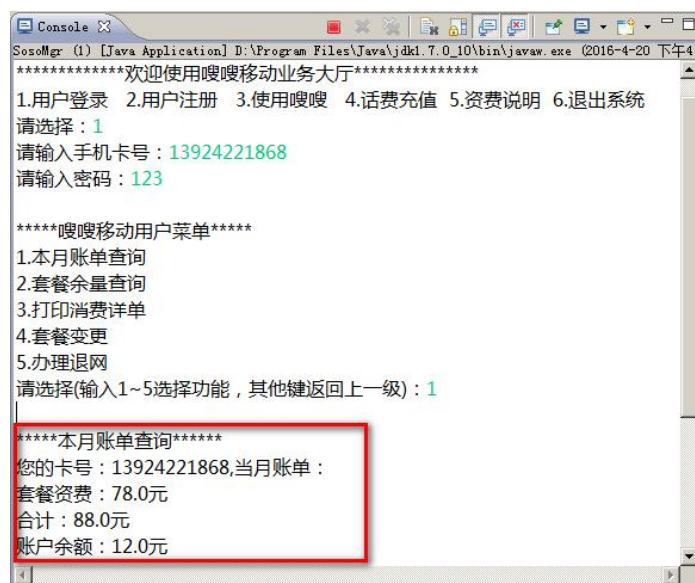 Console
SosoMgr (1) [Java Application] D:\Program Files\Java\jdk1.7.0_10\bin\javaw.exe (2016-4-20 下午4
*************欢迎使用嗖嗖移动业务大厅***************
1.用户登录 2.用户注册 3.使用嗖嗖 4.话费充值 5.资费说明 6.退出系统
请选择：1
请输入手机卡号：13924221868
请输入密码：123
*****嗖嗖移动用户菜单*****
1.本月账单查询
2.套餐余量查询
3.打印消费详单
4.套餐变更
5.办理退网
请选择(输入1~5选择功能，其他键返回上一级)：1
*****本月账单查询******
您的卡号：13924221868,当月账单：
套餐资费：78.0元
合计：88.0元
账户余额：12.0元